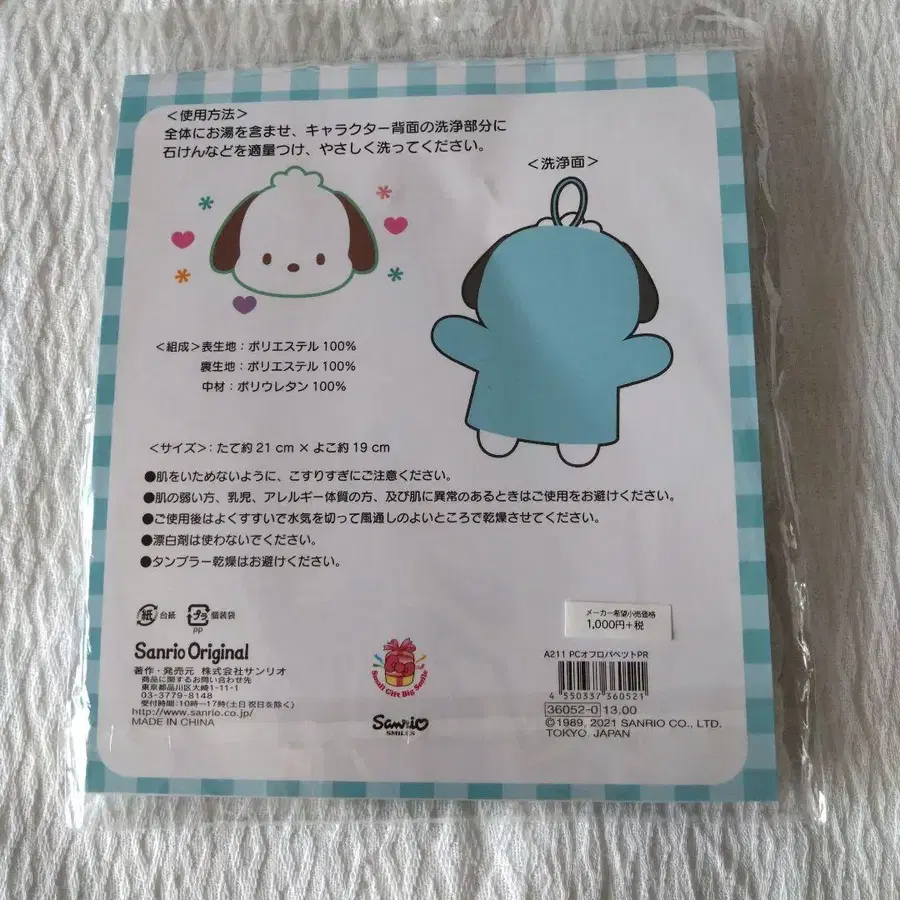 ＜使用方法＞
全体にお湯を含ませ、キャラクター背面の洗浄部分に
石けんなどを適量つけ、やさしく洗ってください。
＜洗浄面＞
＜組成＞表生地：ポリエステル 100%
裏生地：ポリエステル 100%
中材：ポリウレタン 100%
＜サイズ＞：たて約 21 cm × よこ約 19 cm
●肌をいためないように、こすりすぎにご注意ください。
●肌の弱い方、乳児、アレルギー体質の方、及び肌に異常のあるときはご使用をお避けください。
●ご使用後はよくすすいで水気を切って風通しのよいところで乾燥させてください。
●漂白剤は使わないでください。
●タンブラー乾燥はお避けください。
紙 台紙 プラ 個装袋
PP
Sanrio Original
著作・発売元 株式会社サンリオ
商品に関するお問い合わせ先
東京都品川区大崎1-11-1
03-3779-8148
受付時間：10時〜17時(土日祝日を除く)
http://www.sanrio.co.jp/
MADE IN CHINA
Small Gift Big Smile
Sanrio
SMILES
メーカー希望小売価格
1,000円+税
A211 PCオフロパペットPR
4 550337 360521
36052-0 13.00
©1989, 2021 SANRIO CO., LTD.
TOKYO, JAPAN